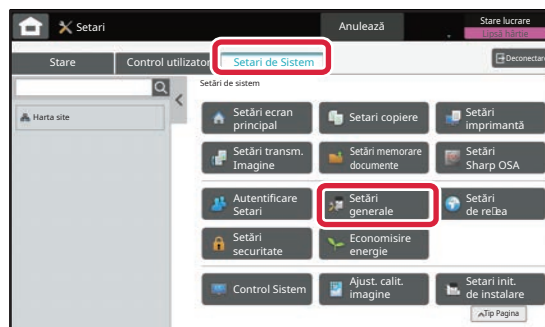 Setari
Anulează
Stare lucrare
Lipsă hârtie
Stare
Control utilizator
Setari de Sistem
Deconectare
Setări de sistem
Harta site
Setări ecran
principal
Setari copiere
Setări
imprimantă
Setări transm.
Imagine
Setări memorare
documente
Setări
Sharp OSA
Autentificare
Setari
Setări
generale
Setări
de re□ea
Setări
securitate
Economisire
energie
Control Sistem
Ajust. calit.
imagine
Setari init.
de instalare
Tip Pagina